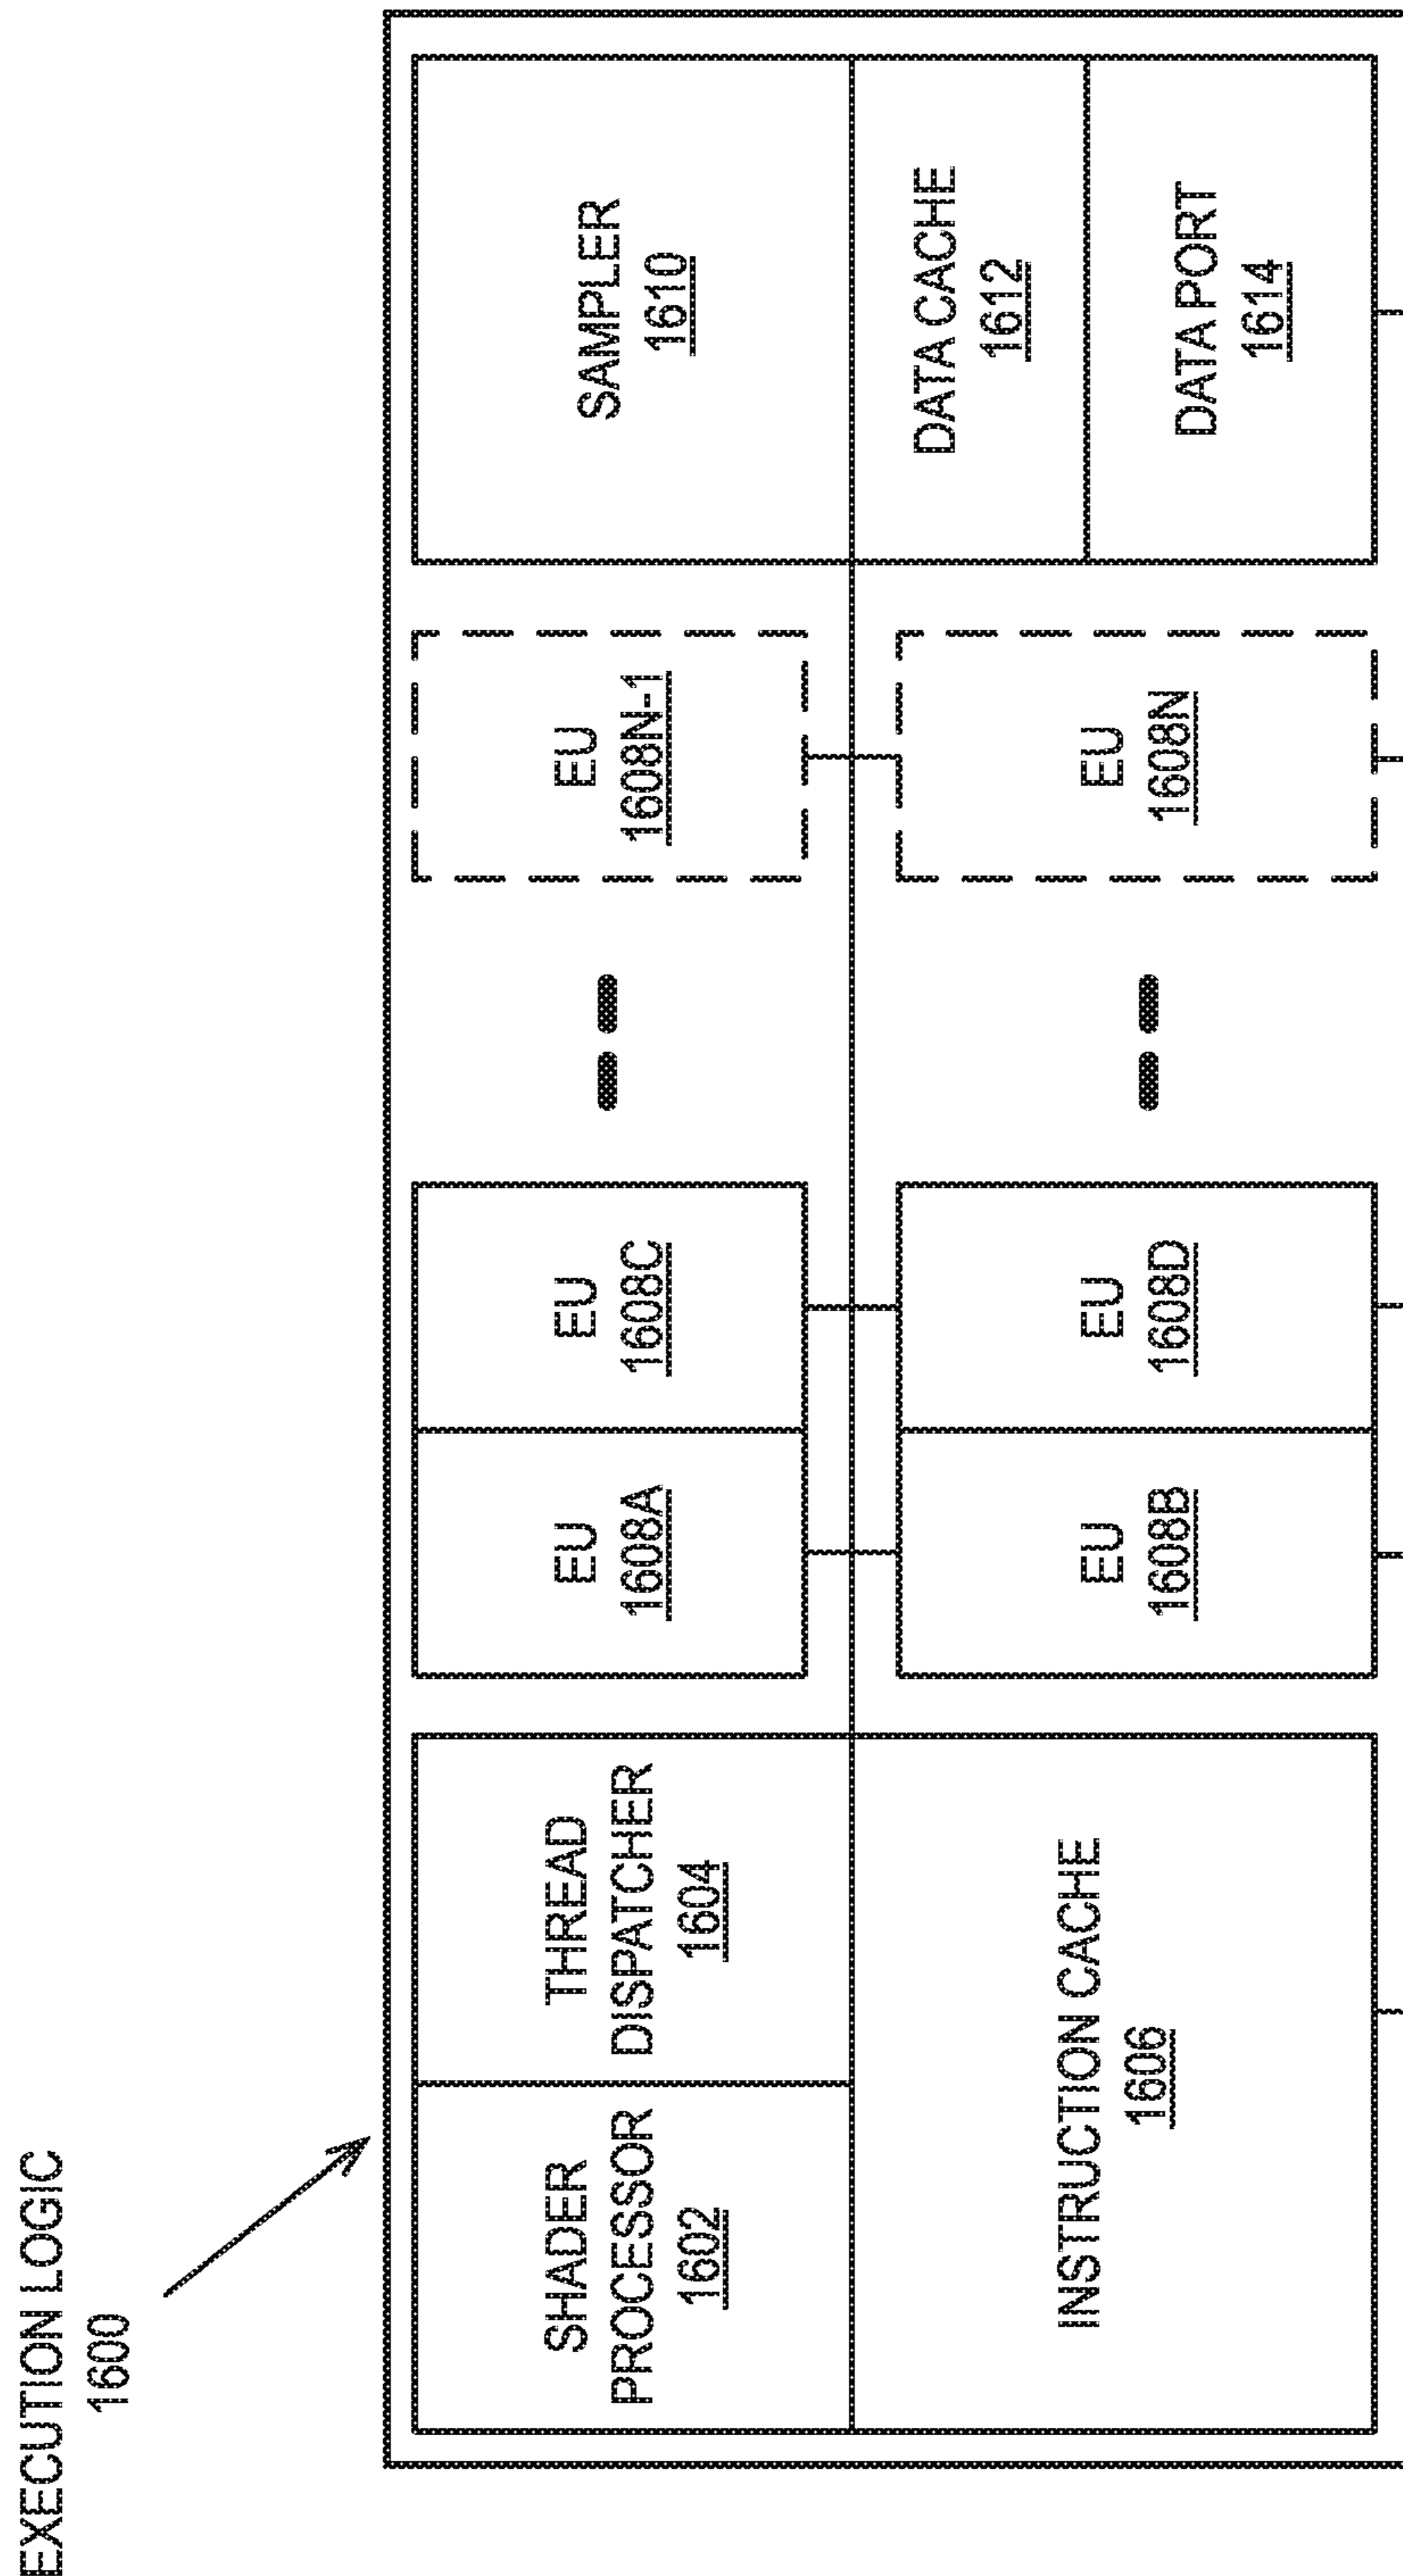 EXECUTION LOGIC
1600
SHADER
PROCESSOR
1602
THREAD
DISPATCHER
1604
INSTRUCTION CACHE
1606
EU
1608A
EU
1608C
EU
1608N-1
EU
1608B
EU
1608D
EU
1608N
SAMPLER
1610
DATA CACHE
1612
DATA PORT
1614